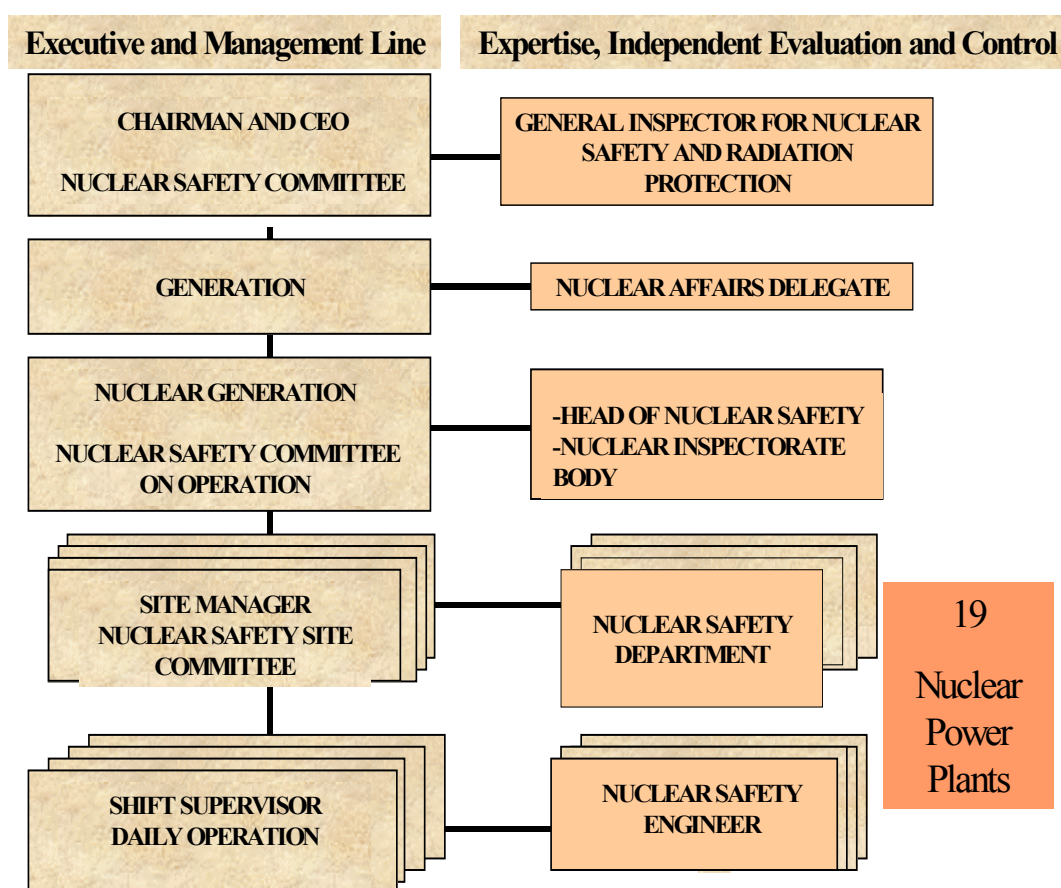 Executive and Management Line
Expertise, Independent Evaluation and Control
CHAIRMAN AND CEO
NUCLEAR SAFETY COMMITTEE
GENERAL INSPECTOR FOR NUCLEAR
SAFETY AND RADIATION
PROTECTION
GENERATION
NUCLEAR AFFAIRS DELEGATE
NUCLEAR GENERATION
NUCLEAR SAFETY COMMITTEE
ON OPERATION
-HEAD OF NUCLEAR SAFETY
-NUCLEAR INSPECTORATE
BODY
SITE MANAGER
NUCLEAR SAFETY SITE
COMMITTEE
NUCLEAR SAFETY
DEPARTMENT
19
Nuclear
Power
Plants
SHIFT SUPERVISOR
DAILY OPERATION
NUCLEAR SAFETY
ENGINEER